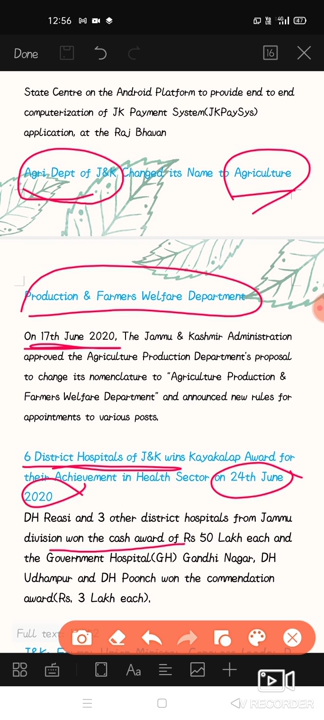 12:56
47
Done
16
State Centre on the Android Platform to provide end to end
computerization of JK Payment System(JKPaySys)
application, at the Raj Bhavan
Agri Dept of J&K Changed its Name to Agriculture
Production & Farmers Welfare Department
On 17th June 2020, The Jammu & Kashmir Administration
approved the Agriculture Production Department's proposal
to change its nomenclature to "Agriculture Production &
Farmers Welfare Department" and announced new rules for
appointments to various posts.
6 District Hospitals of J&K wins Kayakalap Award for
their Achievement in Health Sector on 24th June
2020
DH Reasi and 3 other district hospitals from Jammu
division won the cash award of Rs 50 Lakh each and
the Government Hospital(GH) Gandhi Nagar, DH
Udhampur and DH Poonch won the commendation
award(Rs. 3 Lakh each).
Full
Aa
RECORDER